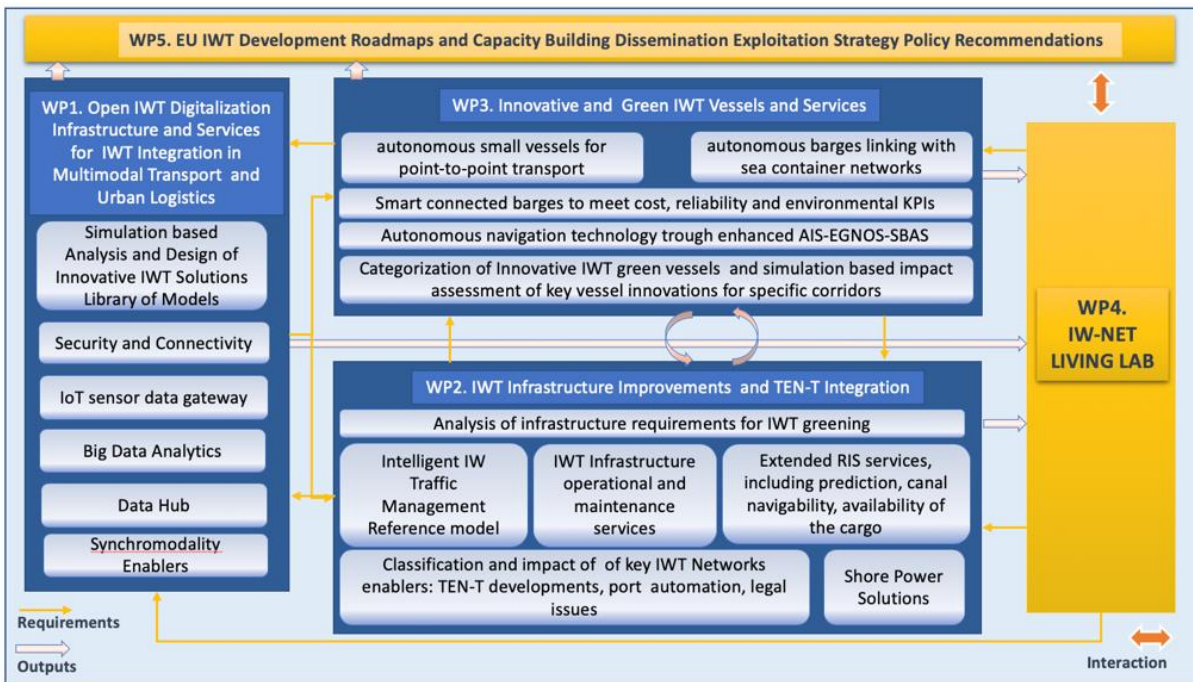 WP5. EU IWT Development Roadmaps and Capacity Building Dissemination Exploitation Strategy Policy Recommendations
WP1. Open IWT Digitalization
Infrastructure and Services
for IWT Integration in
Multimodal Transport and
Urban Logistics
Simulation based
Analysis and Design of
Innovative IWT Solutions
Library of Models
Security and Connectivity
IoT sensor data gateway
Big Data Analytics
Data Hub
Synchromodality
Enablers
WP3. Innovative and Green IWT Vessels and Services
autonomous small vessels for
point-to-point transport
autonomous barges linking with
sea container networks
Smart connected barges to meet cost, reliability and environmental KPIs
Autonomous navigation technology trough enhanced AIS-EGNOS-SBAS
Categorization of Innovative IWT green vessels and simulation based impact
assessment of key vessel innovations for specific corridors
WP2. IWT Infrastructure Improvements and TEN-T Integration
Analysis of infrastructure requirements for IWT greening
Intelligent IW
Traffic
Management
Reference model
IWT Infrastructure
operational and
maintenance
services
Extended RIS services,
including prediction, canal
navigability, availability of
the cargo
Classification and impact of of key IWT Networks
enablers: TEN-T developments, port automation, legal
issues
Shore Power
Solutions
WP4.
IW-NET
LIVING LAB
Requirements
Outputs
Interaction